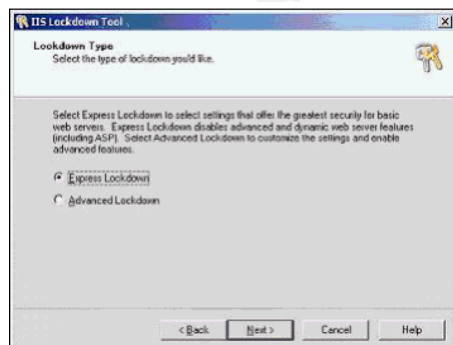 IIS Lockdown Tool
Lockdown Type
Select the type of lockdown you'd like.
Select Express Lockdown to select settings that offer the greatest security for basic
web servers. Express Lockdown disables advanced and dynamic web server features
(including ASP). Select Advanced Lockdown to customize the settings and enable
advanced features.
Express Lockdown
Advanced Lockdown
< Back
Next >
Cancel
Help